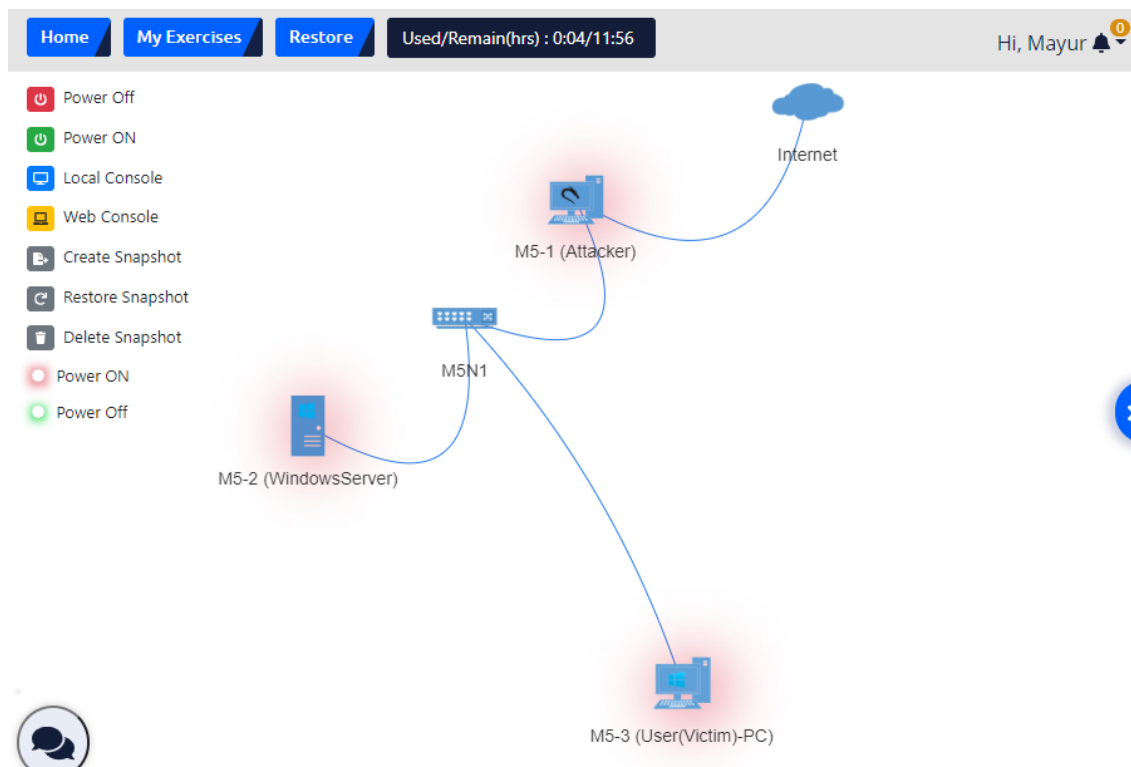 Home
My Exercises
Restore
Used/Remain(hrs) : 0:04/11:56
Hi, Mayur
0
Power Off
Power ON
Local Console
Web Console
Create Snapshot
Restore Snapshot
Delete Snapshot
Power ON
Power Off
Internet
M5-1 (Attacker)
M5N1
M5-2 (WindowsServer)
M5-3 (User(Victim)-PC)